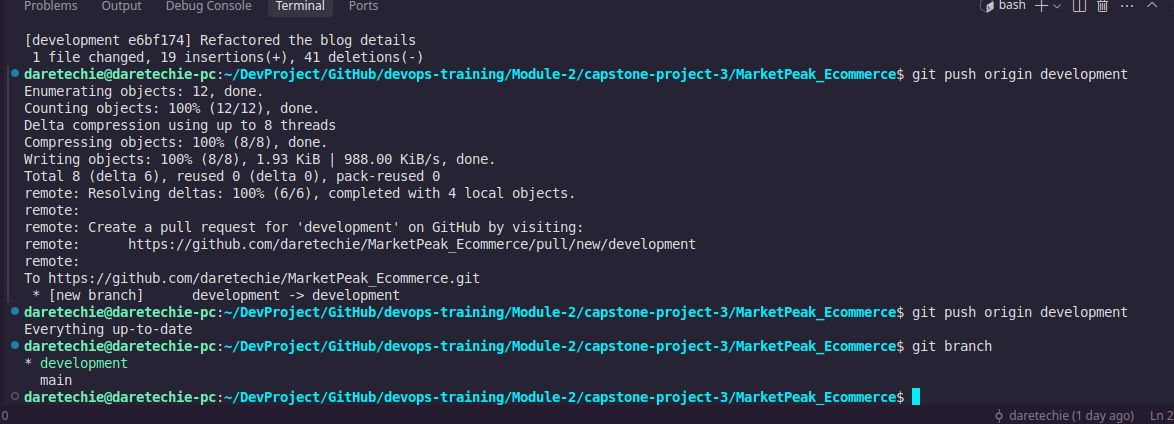 Problems Output Debug Console Terminal Ports bash
[development e6bf174] Refactored the blog details
 1 file changed, 19 insertions(+), 41 deletions(-)
daretechie@daretechie-pc:~/DevProject/GitHub/devops-training/Module-2/capstone-project-3/MarketPeak_Ecommerce$ git push origin development
Enumerating objects: 12, done.
Counting objects: 100% (12/12), done.
Delta compression using up to 8 threads
Compressing objects: 100% (8/8), done.
Writing objects: 100% (8/8), 1.93 KiB | 988.00 KiB/s, done.
Total 8 (delta 6), reused 0 (delta 0), pack-reused 0
remote: Resolving deltas: 100% (6/6), completed with 4 local objects.
remote:
remote: Create a pull request for 'development' on GitHub by visiting:
remote:      https://github.com/daretechie/MarketPeak_Ecommerce/pull/new/development
remote:
To https://github.com/daretechie/MarketPeak_Ecommerce.git
 * [new branch]      development -> development
daretechie@daretechie-pc:~/DevProject/GitHub/devops-training/Module-2/capstone-project-3/MarketPeak_Ecommerce$ git push origin development
Everything up-to-date
daretechie@daretechie-pc:~/DevProject/GitHub/devops-training/Module-2/capstone-project-3/MarketPeak_Ecommerce$ git branch
* development
  main
daretechie@daretechie-pc:~/DevProject/GitHub/devops-training/Module-2/capstone-project-3/MarketPeak_Ecommerce$
0 daretechie (1 day ago) Ln 2